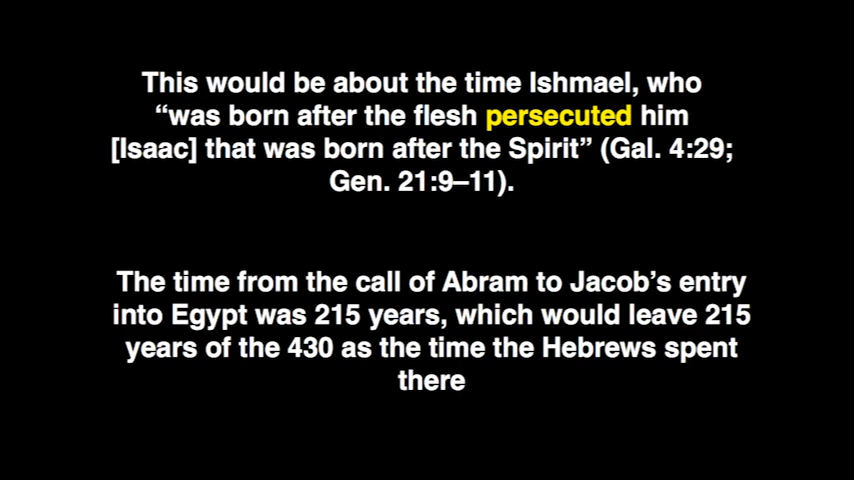 This would be about the time Ishmael, who
“was born after the flesh persecuted him
[Isaac] that was born after the Spirit” (Gal. 4:29;
Gen. 21:9–11).
The time from the call of Abram to Jacob’s entry
into Egypt was 215 years, which would leave 215
years of the 430 as the time the Hebrews spent
there